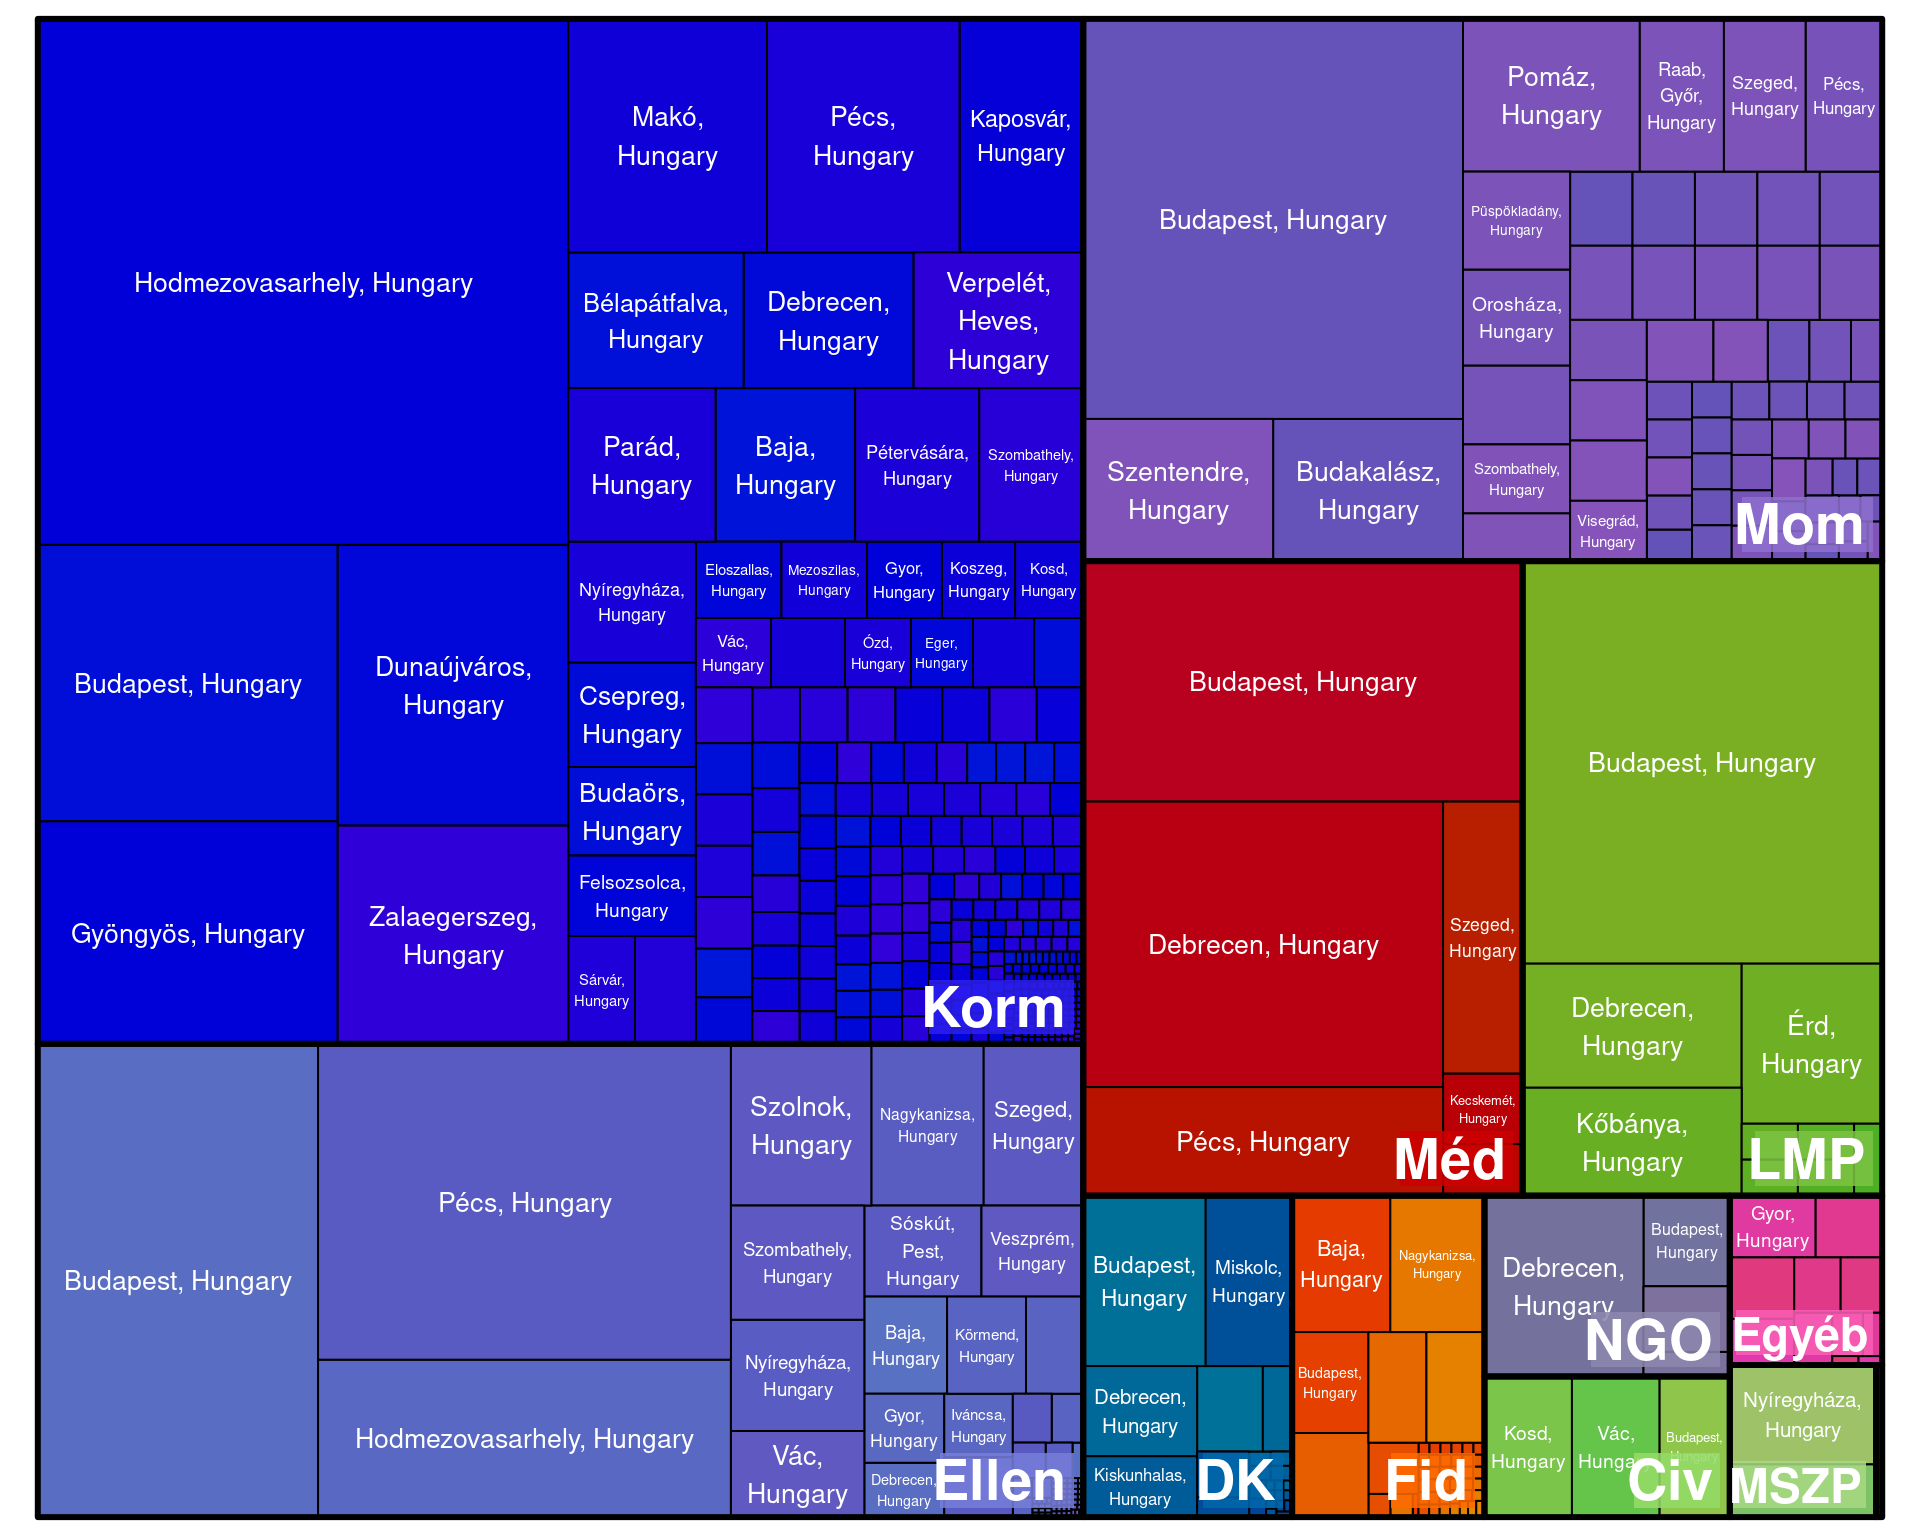 Hodmezovasarhely, Hungary
Makó,
Hungary
Pécs,
Hungary
Kaposvár,
Hungary
Bélapátfalva,
Hungary
Debrecen,
Hungary
Verpelét,
Heves,
Hungary
Parád,
Hungary
Baja,
Hungary
Pétervására,
Hungary
Szombathely,
Hungary
Budapest, Hungary
Dunaújváros,
Hungary
Gyöngyös, Hungary
Zalaegerszeg,
Hungary
Nyíregyháza,
Hungary
Eloszallas,
Hungary
Mezoszilas,
Hungary
Gyor,
Hungary
Koszeg,
Hungary
Kosd,
Hungary
Vác,
Hungary
Ózd,
Hungary
Eger,
Hungary
Csepreg,
Hungary
Budaörs,
Hungary
Felsozsolca,
Hungary
Sárvár,
Hungary
Korm
Budapest, Hungary
Pécs, Hungary
Hodmezovasarhely, Hungary
Szolnok,
Hungary
Nagykanizsa,
Hungary
Szeged,
Hungary
Szombathely,
Hungary
Sóskút,
Pest,
Hungary
Veszprém,
Hungary
Nyíregyháza,
Hungary
Baja,
Hungary
Körmend,
Hungary
Vác,
Hungary
Gyor,
Hungary
Iváncsa,
Hungary
Debrecen,
Hungary
Ellen
Budapest, Hungary
Szentendre,
Hungary
Budakalász,
Hungary
Pomáz,
Hungary
Raab,
Győr,
Hungary
Szeged,
Hungary
Pécs,
Hungary
Püspökladány,
Hungary
Orosháza,
Hungary
Szombathely,
Hungary
Visegrád,
Hungary
Mom
Budapest, Hungary
Debrecen, Hungary
Szeged,
Hungary
Kecskemét,
Hungary
Pécs, Hungary
Méd
Budapest, Hungary
Debrecen,
Hungary
Érd,
Hungary
Kőbánya,
Hungary
LMP
Budapest,
Hungary
Miskolc,
Hungary
Debrecen,
Hungary
Kiskunhalas,
Hungary
DK
Baja,
Hungary
Nagykanizsa,
Hungary
Budapest,
Hungary
Fid
Debrecen,
Hungary
Budapest,
Hungary
NGO
Gyor,
Hungary
Egyéb
Kosd,
Hungary
Vác,
Hungary
Budapest,
Hungary
Civ
Nyíregyháza,
Hungary
MSZP